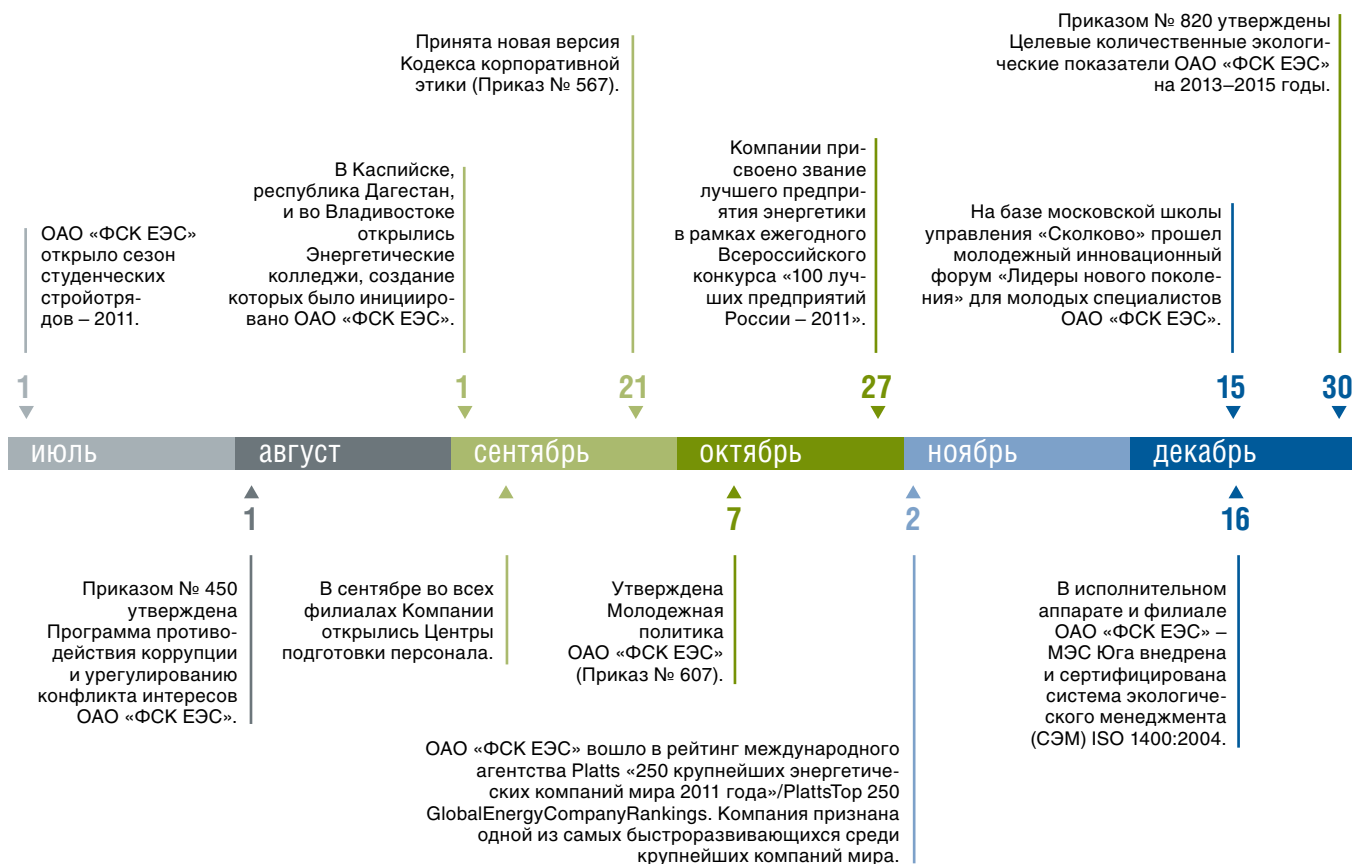 Приказом № 820 утверждены
Целевые количественные экологи-
ческие показатели ОАО «ФСК ЕЭС»
на 2013–2015 годы.
Принята новая версия
Кодекса корпоративной
этики (Приказ № 567).
Компании при-
своено звание
лучшего предпри-
ятия энергетики
в рамках ежегодного
Всероссийского
конкурса «100 луч-
ших предприятий
России – 2011».
В Каспийске,
республика Дагестан,
и во Владивостоке
открылись
Энергетические
колледжи, создание
которых было иницииро-
вано ОАО «ФСК ЕЭС».
На базе московской школы
управления «Сколково» прошел
молодежный инновационный
форум «Лидеры нового поколе-
ния» для молодых специалистов
ОАО «ФСК ЕЭС».
ОАО «ФСК ЕЭС»
открыло сезон
студенческих
стройотря-
дов – 2011.
1 1 21 27 15 30
июль август сентябрь октябрь ноябрь декабрь
1 7 2 16
Приказом № 450
утверждена
Программа противо-
действия коррупции
и урегулированию
конфликта интересов
ОАО «ФСК ЕЭС».
В сентябре во всех
филиалах Компании
открылись Центры
подготовки персонала.
Утверждена
Молодежная
политика
ОАО «ФСК ЕЭС»
(Приказ № 607).
В исполнительном
аппарате и филиале
ОАО «ФСК ЕЭС» –
МЭС Юга внедрена
и сертифицирована
система экологиче-
ского менеджмента
(СЭМ) ISO 1400:2004.
ОАО «ФСК ЕЭС» вошло в рейтинг международного
агентства Platts «250 крупнейших энергетиче-
ских компаний мира 2011 года»/PlattsTop 250
GlobalEnergyCompanyRankings. Компания признана
одной из самых быстроразвивающихся среди
крупнейших компаний мира.